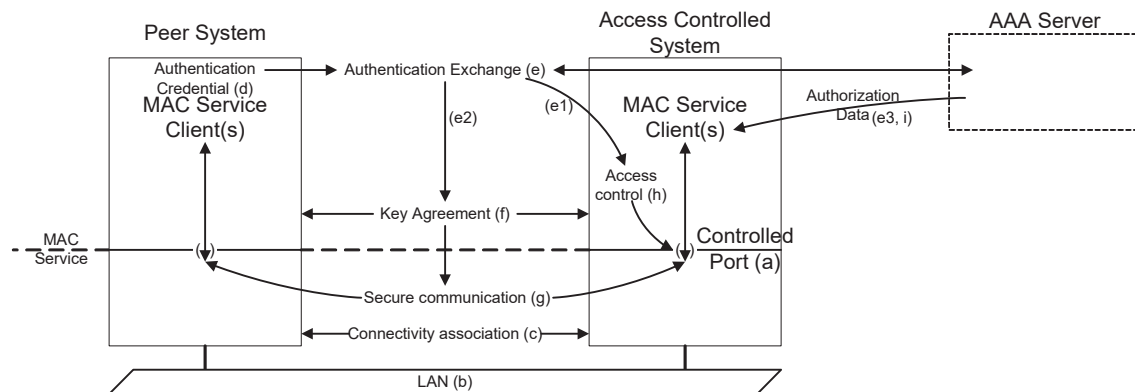 Peer System
Access Controlled
System
AAA Server
Authentication
Credential (d)
Authentication Exchange (e)
(e1)
MAC Service
Client(s)
(e2)
MAC Service
Client(s)
Authorization
Data (e3, i)
Access
control (h)
Key Agreement (f)
MAC
Service
( )
( )
Controlled
Port (a)
Secure communication (g)
Connectivity association (c)
LAN (b)